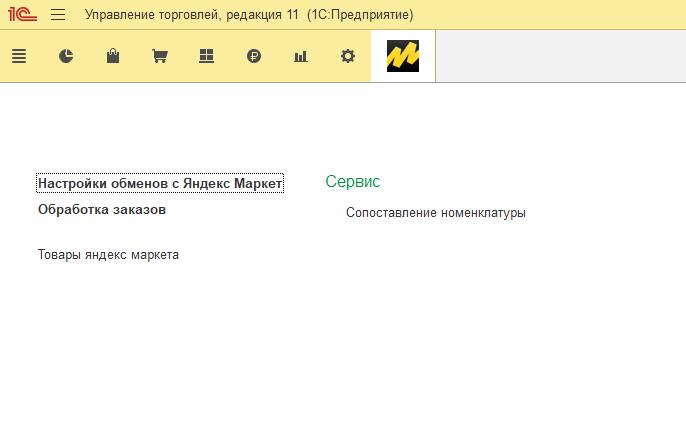 1С Управление торговлей, редакция 11 (1С:Предприятие)
Настройки обменов с Яндекс Маркет
Обработка заказов
Товары яндекс маркета
Сервис
Сопоставление номенклатуры